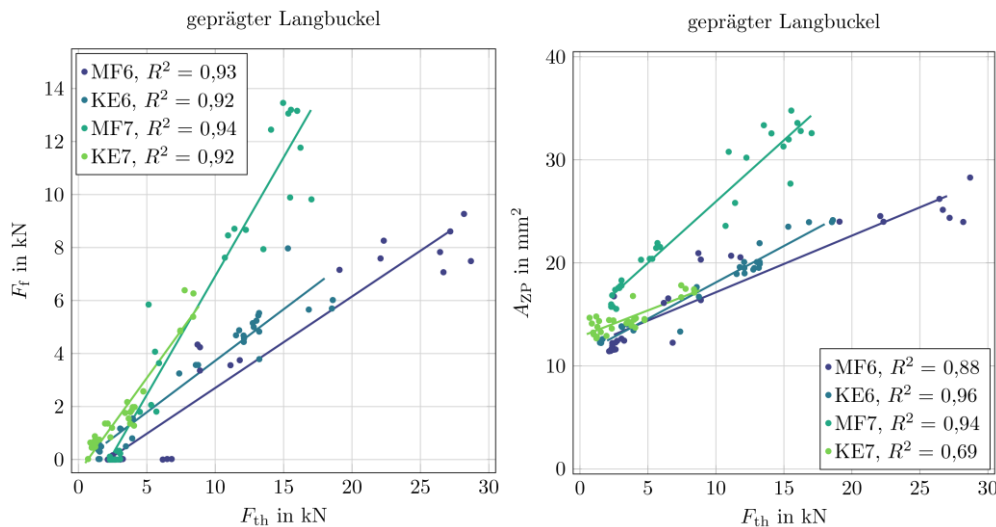 geprägter Langbuckel
MF6, R² = 0,93
KE6, R² = 0,92
MF7, R² = 0,94
KE7, R² = 0,92
14
12
10
8
6
4
2
0
F_f in kN
0 5 10 15 20 25 30
F_th in kN
geprägter Langbuckel
40
30
20
10
0
A_ZP in mm²
MF6, R² = 0,88
KE6, R² = 0,96
MF7, R² = 0,94
KE7, R² = 0,69
0 5 10 15 20 25 30
F_th in kN